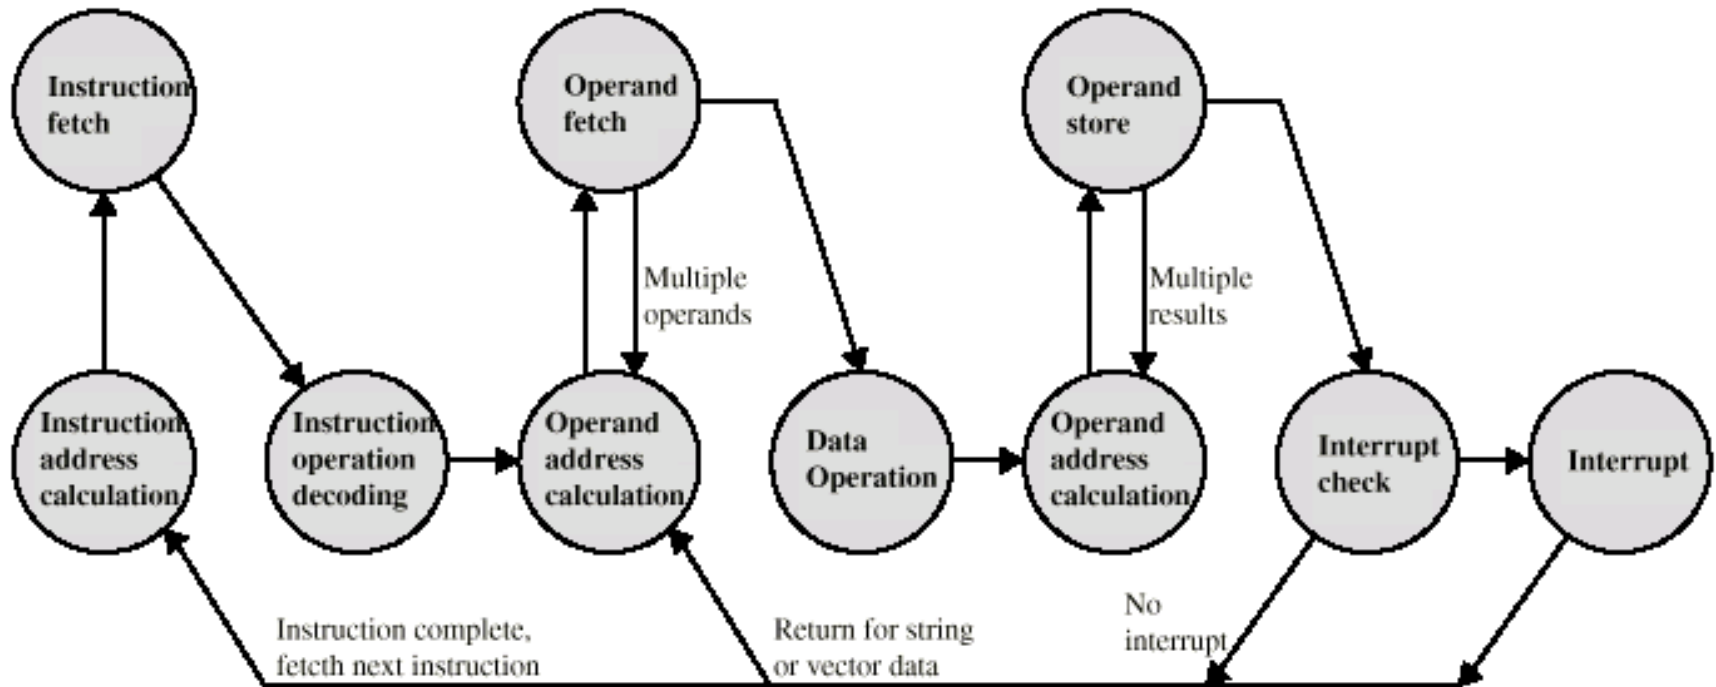 Instruction
fetch
Operand
fetch
Operand
store
Multiple
operands
Multiple
results
Instruction
address
calculation
Instruction
operation
decoding
Operand
address
calculation
Data
Operation
Operand
address
calculation
Interrupt
check
Interrupt
Instruction complete,
fetcth next instruction
Return for string
or vector data
No
interrupt